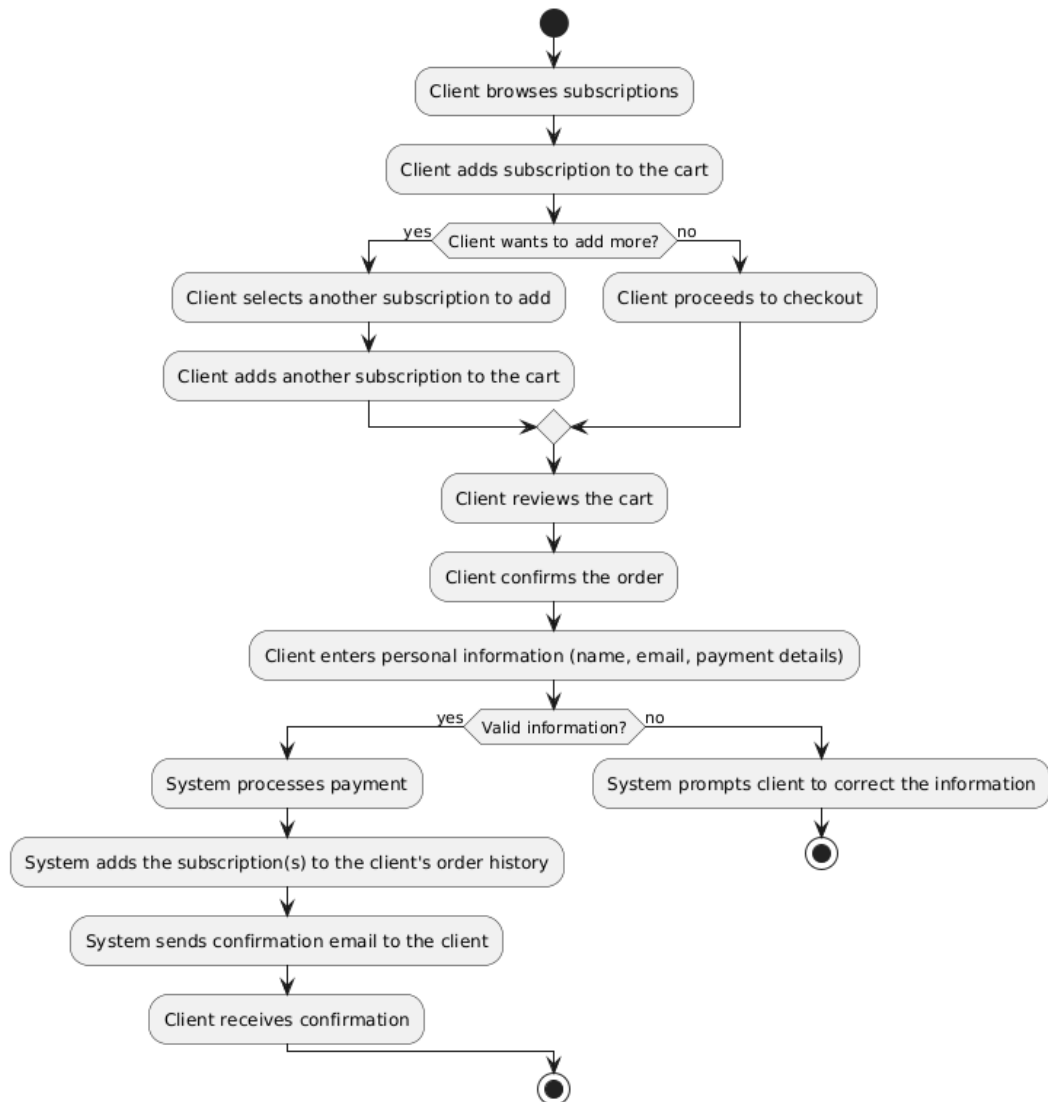 Client browses subscriptions
Client adds subscription to the cart
yes
Client wants to add more?
no
Client selects another subscription to add
Client proceeds to checkout
Client adds another subscription to the cart
Client reviews the cart
Client confirms the order
Client enters personal information (name, email, payment details)
yes
Valid information?
no
System processes payment
System prompts client to correct the information
System adds the subscription(s) to the client's order history
System sends confirmation email to the client
Client receives confirmation